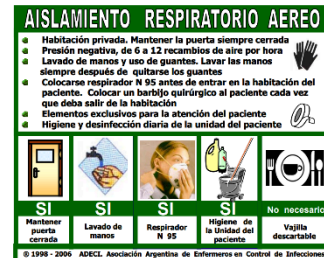 AISLAMIENTO RESPIRATORIO AEREO
Habitación privada. Mantener la puerta siempre cerrada
Presión negativa, de 6 a 12 recambios de aire por hora
Lavado de manos y uso de guantes. Lavar las manos
siempre después de quitarse los guantes
Colocarse respirador N 95 antes de entrar en la habitación del
paciente. Colocar un barbijo quirúrgico al paciente cada vez
que deba salir de la habitación
Elementos exclusivos para la atención del paciente
Higiene y desinfección diaria de la unidad del paciente
SI SI SI SI No necesario
Mantener puerta cerrada
Lavado de manos
Respirador N 95
Higiene de la Unidad del paciente
Vajilla descartable
© 1998 - 2006 ADECI. Asociación Argentina de Enfermeros en Control de Infecciones